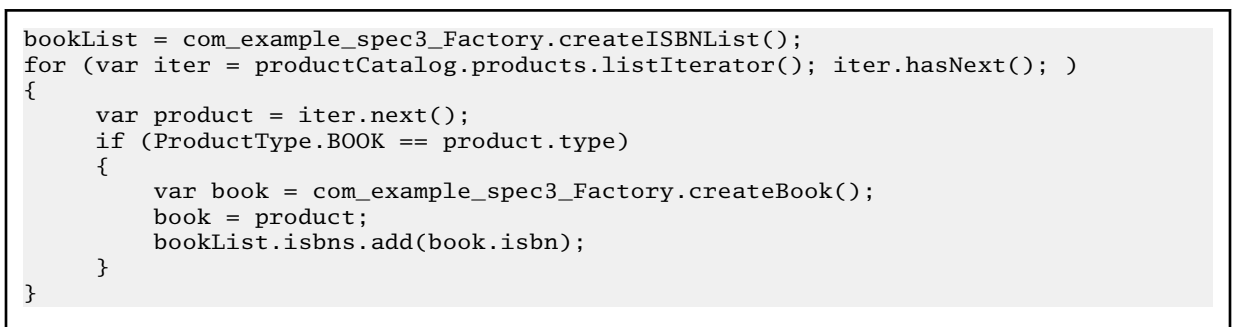 bookList = com_example_spec3_Factory.createISBNList();
for (var iter = productCatalog.products.listIterator(); iter.hasNext(); )
{
     var product = iter.next();
     if (ProductType.BOOK == product.type)
     {
         var book = com_example_spec3_Factory.createBook();
         book = product;
         bookList.isbns.add(book.isbn);
     }
}